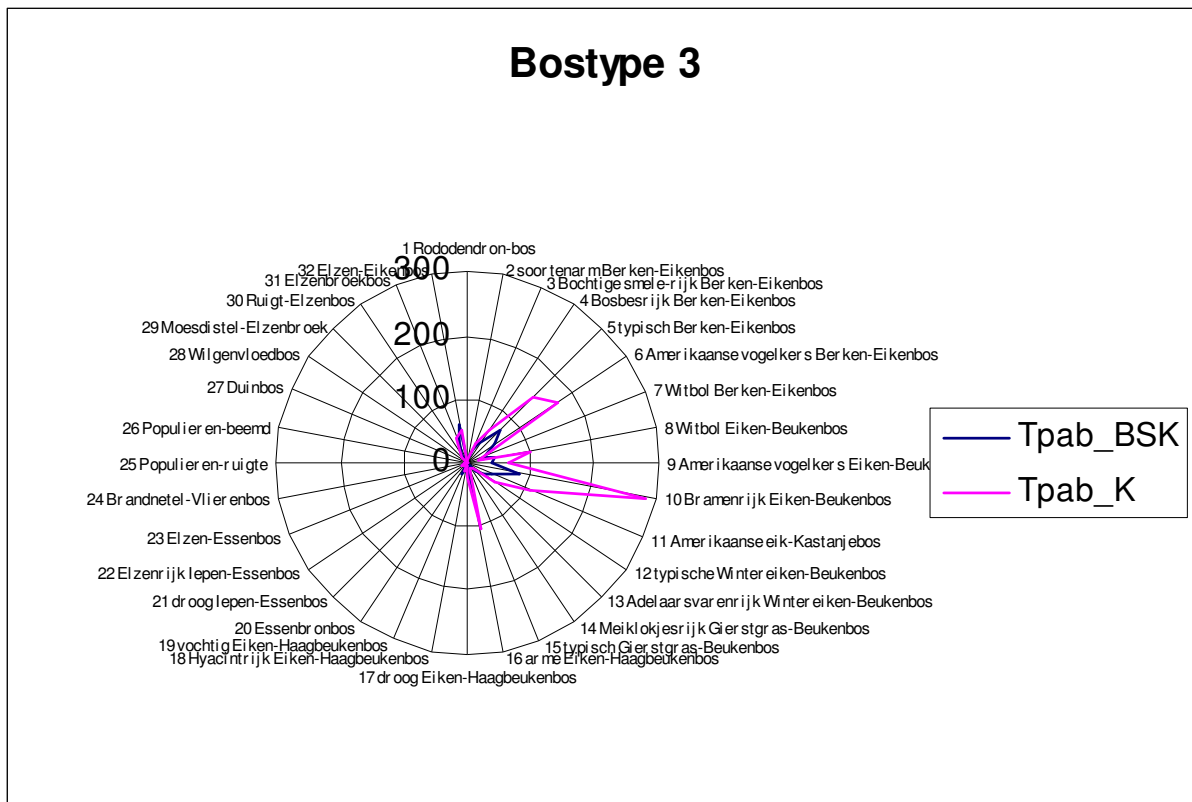 Bostype 3
300
200
100
0
1 Rododendron-bos
2 soortenarm Berken-Eikenbos
3 Bochtige smele-rijk Berken-Eikenbos
4 Bosbesrijk Berken-Eikenbos
5 typisch Berken-Eikenbos
6 Amerikaanse vogelkers Berken-Eikenbos
7 Witbol Berken-Eikenbos
8 Witbol Eiken-Beukenbos
9 Amerikaanse vogelkers Eiken-Beuk
10 Bramenrijk Eiken-Beukenbos
11 Amerikaanse eik-Kastanjebos
12 typische Wintereiken-Beukenbos
13 Adelaarsvarenrijk Wintereiken-Beukenbos
14 Meiklokjesrijk Gierstgras-Beukenbos
15 typisch Gierstgras-Beukenbos
16 arme Eiken-Haagbeukenbos
17 droog Eiken-Haagbeukenbos
18 Hyacintrijk Eiken-Haagbeukenbos
19 vochtig Eiken-Haagbeukenbos
20 Essenbronbos
21 droog Iepen-Essenbos
22 Elzenrijk Iepen-Essenbos
23 Elzen-Essenbos
24 Brandnetel-Vlierenbos
25 Populieren-ruigte
26 Populieren-beemd
27 Duinbos
28 Wilgenvloedbos
29 Moesdistel-Elzenbroek
30 Ruigt-Elzenbos
31 Elzenbroekbos
32 Elzen-Eikenbos
Tpab_BSK
Tpab_K